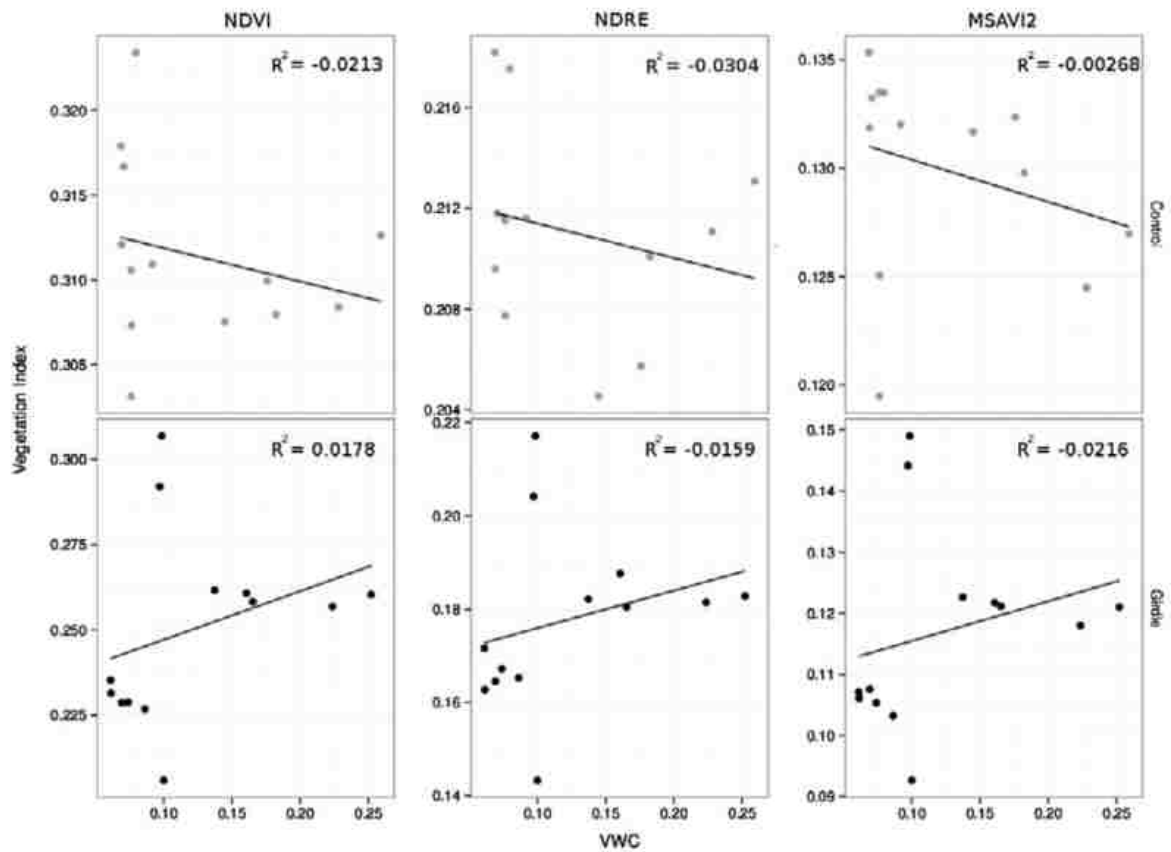 NDVI
NDRE
MSAVI2
R² = -0.0213
R² = -0.0304
R² = -0.00268
0.320
0.315
0.310
0.305
0.216
0.212
0.208
0.204
0.135
0.130
0.125
0.120
Control
Vegetation Index
R² 0.0178
R² = -0.0159
R² = -0.0216
0.300
0.275
0.250
0.225
0.22
0.20
0.18
0.16
0.14
0.15
0.14
0.13
0.12
0.11
0.10
0.09
Girdle
0.10 0.15 0.20 0.25
0.10 0.15 0.20 0.25
0.10 0.15 0.20 0.25
VWC